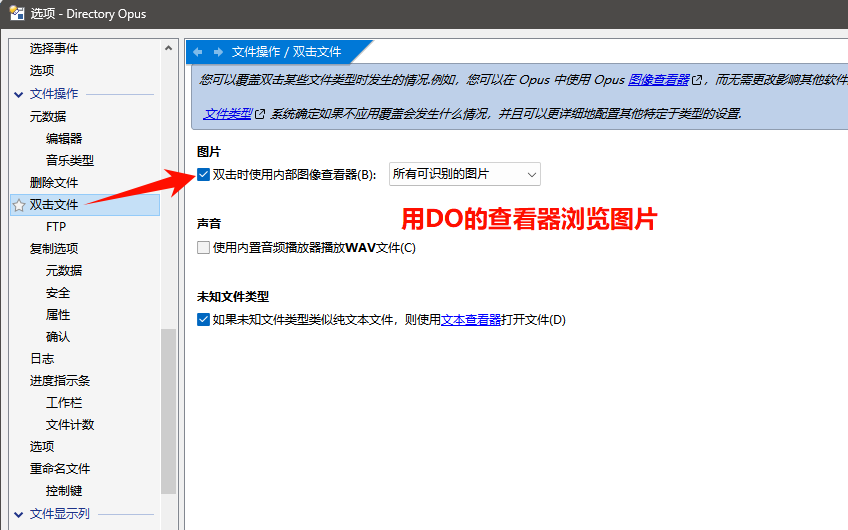 选项 - Directory Opus
选择事件
选项
文件操作
元数据
编辑器
音乐类型
删除文件
双击文件
FTP
复制选项
元数据
安全
属性
确认
日志
进度指示条
工作栏
文件计数
选项
重命名文件
控制键
文件显示列
文件操作 / 双击文件
您可以覆盖双击某些文件类型时发生的情况.例如，您可以在 Opus 中使用 Opus 图像查看器，而无需更改影响其他软件
文件类型 系统确定如果不应用覆盖会发生什么情况，并且可以更详细地配置其他特定于类型的设置.
图片
双击时使用内部图像查看器(B): 所有可识别的图片
用DO的查看器浏览图片
声音
使用内置音频播放器播放WAV文件(C)
未知文件类型
如果未知文件类型类似纯文本文件，则使用文本查看器打开文件(D)